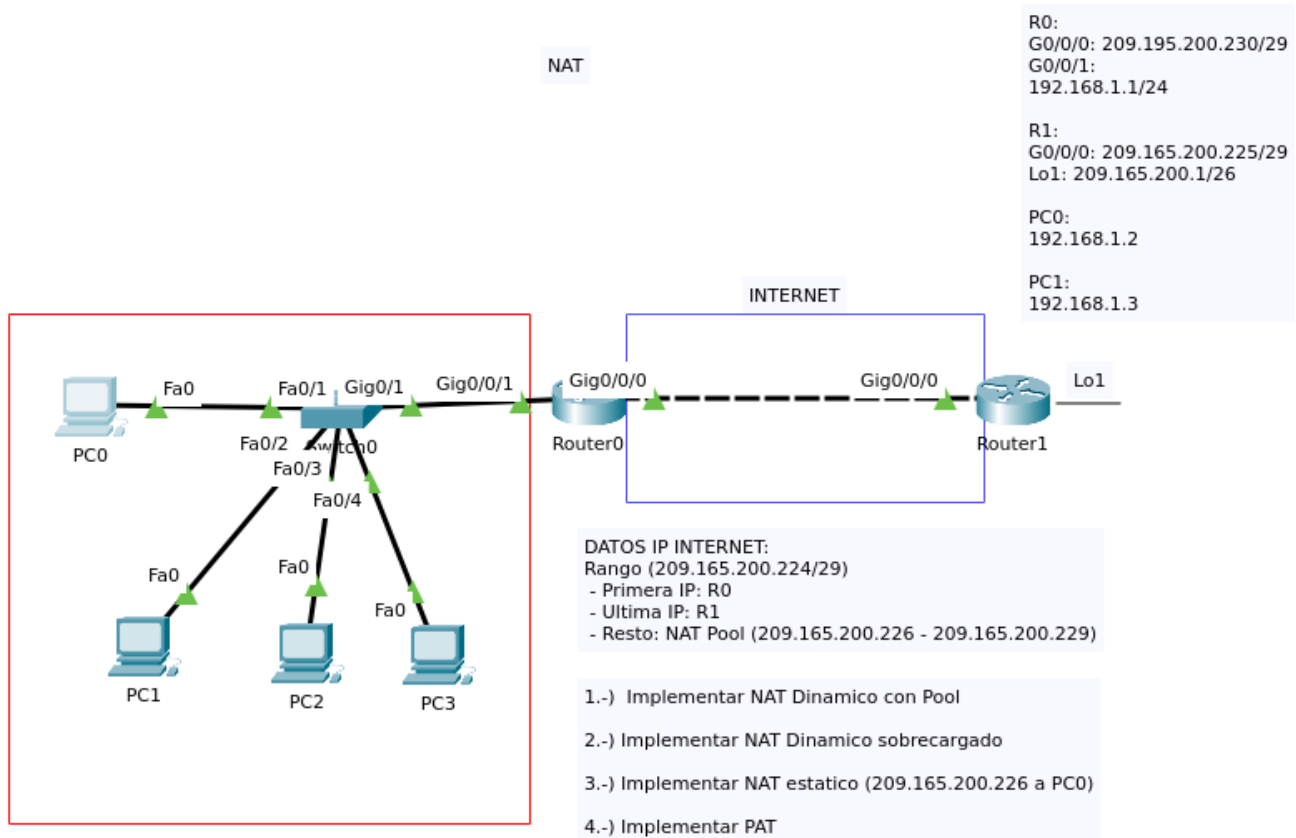 NAT
R0:
G0/0/0: 209.195.200.230/29
G0/0/1:
192.168.1.1/24
R1:
G0/0/0: 209.165.200.225/29
Lo1: 209.165.200.1/26
PC0:
192.168.1.2
PC1:
192.168.1.3
INTERNET
Fa0
Fa0/1
Gig0/1
Gig0/0/1
Gig0/0/0
Gig0/0/0
Lo1
PC0
Fa0/2
Switch0
Router0
Router1
Fa0/3
Fa0/4
Fa0
Fa0
Fa0
PC1
PC2
PC3
DATOS IP INTERNET:
Rango (209.165.200.224/29)
- Primera IP: R0
- Ultima IP: R1
- Resto: NAT Pool (209.165.200.226 - 209.165.200.229)
1.-) Implementar NAT Dinamico con Pool
2.-) Implementar NAT Dinamico sobrecargado
3.-) Implementar NAT estatico (209.165.200.226 a PC0)
4.-) Implementar PAT